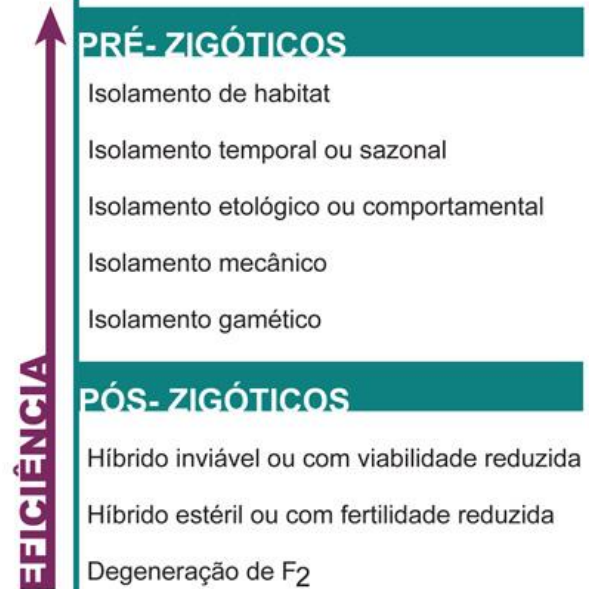 PRÉ- ZIGÓTICOS
Isolamento de habitat
Isolamento temporal ou sazonal
Isolamento etológico ou comportamental
Isolamento mecânico
Isolamento gamético
PÓS- ZIGÓTICOS
Híbrido inviável ou com viabilidade reduzida
Híbrido estéril ou com fertilidade reduzida
Degeneração de F2
EFICIÊNCIA